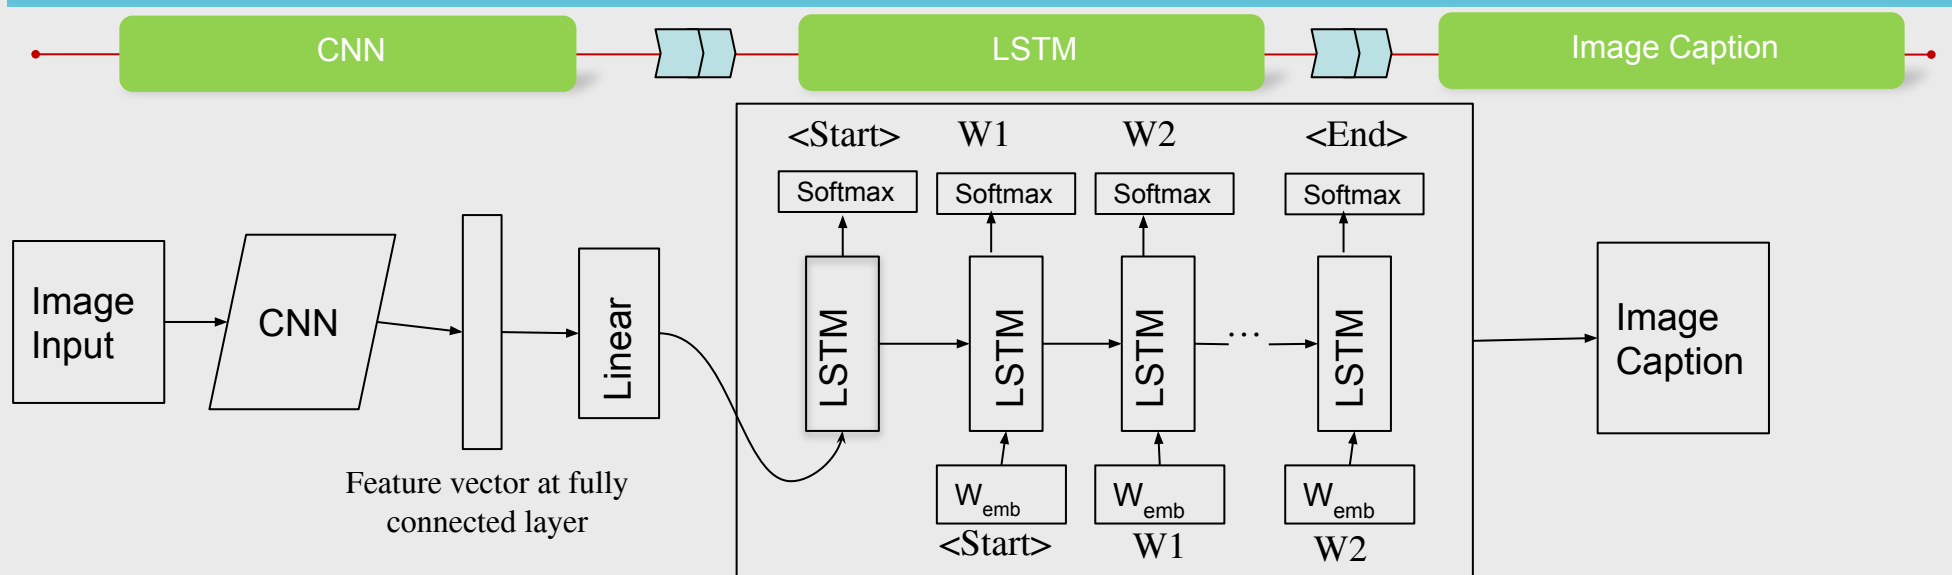 CNN
LSTM
Image Caption
<Start>
W1
W2
<End>
Softmax
Softmax
Softmax
Softmax
Image
Input
CNN
Linear
LSTM
LSTM
LSTM
...
LSTM
Image
Caption
Feature vector at fully
connected layer
Wemb
Wemb
Wemb
<Start>
W1
W2